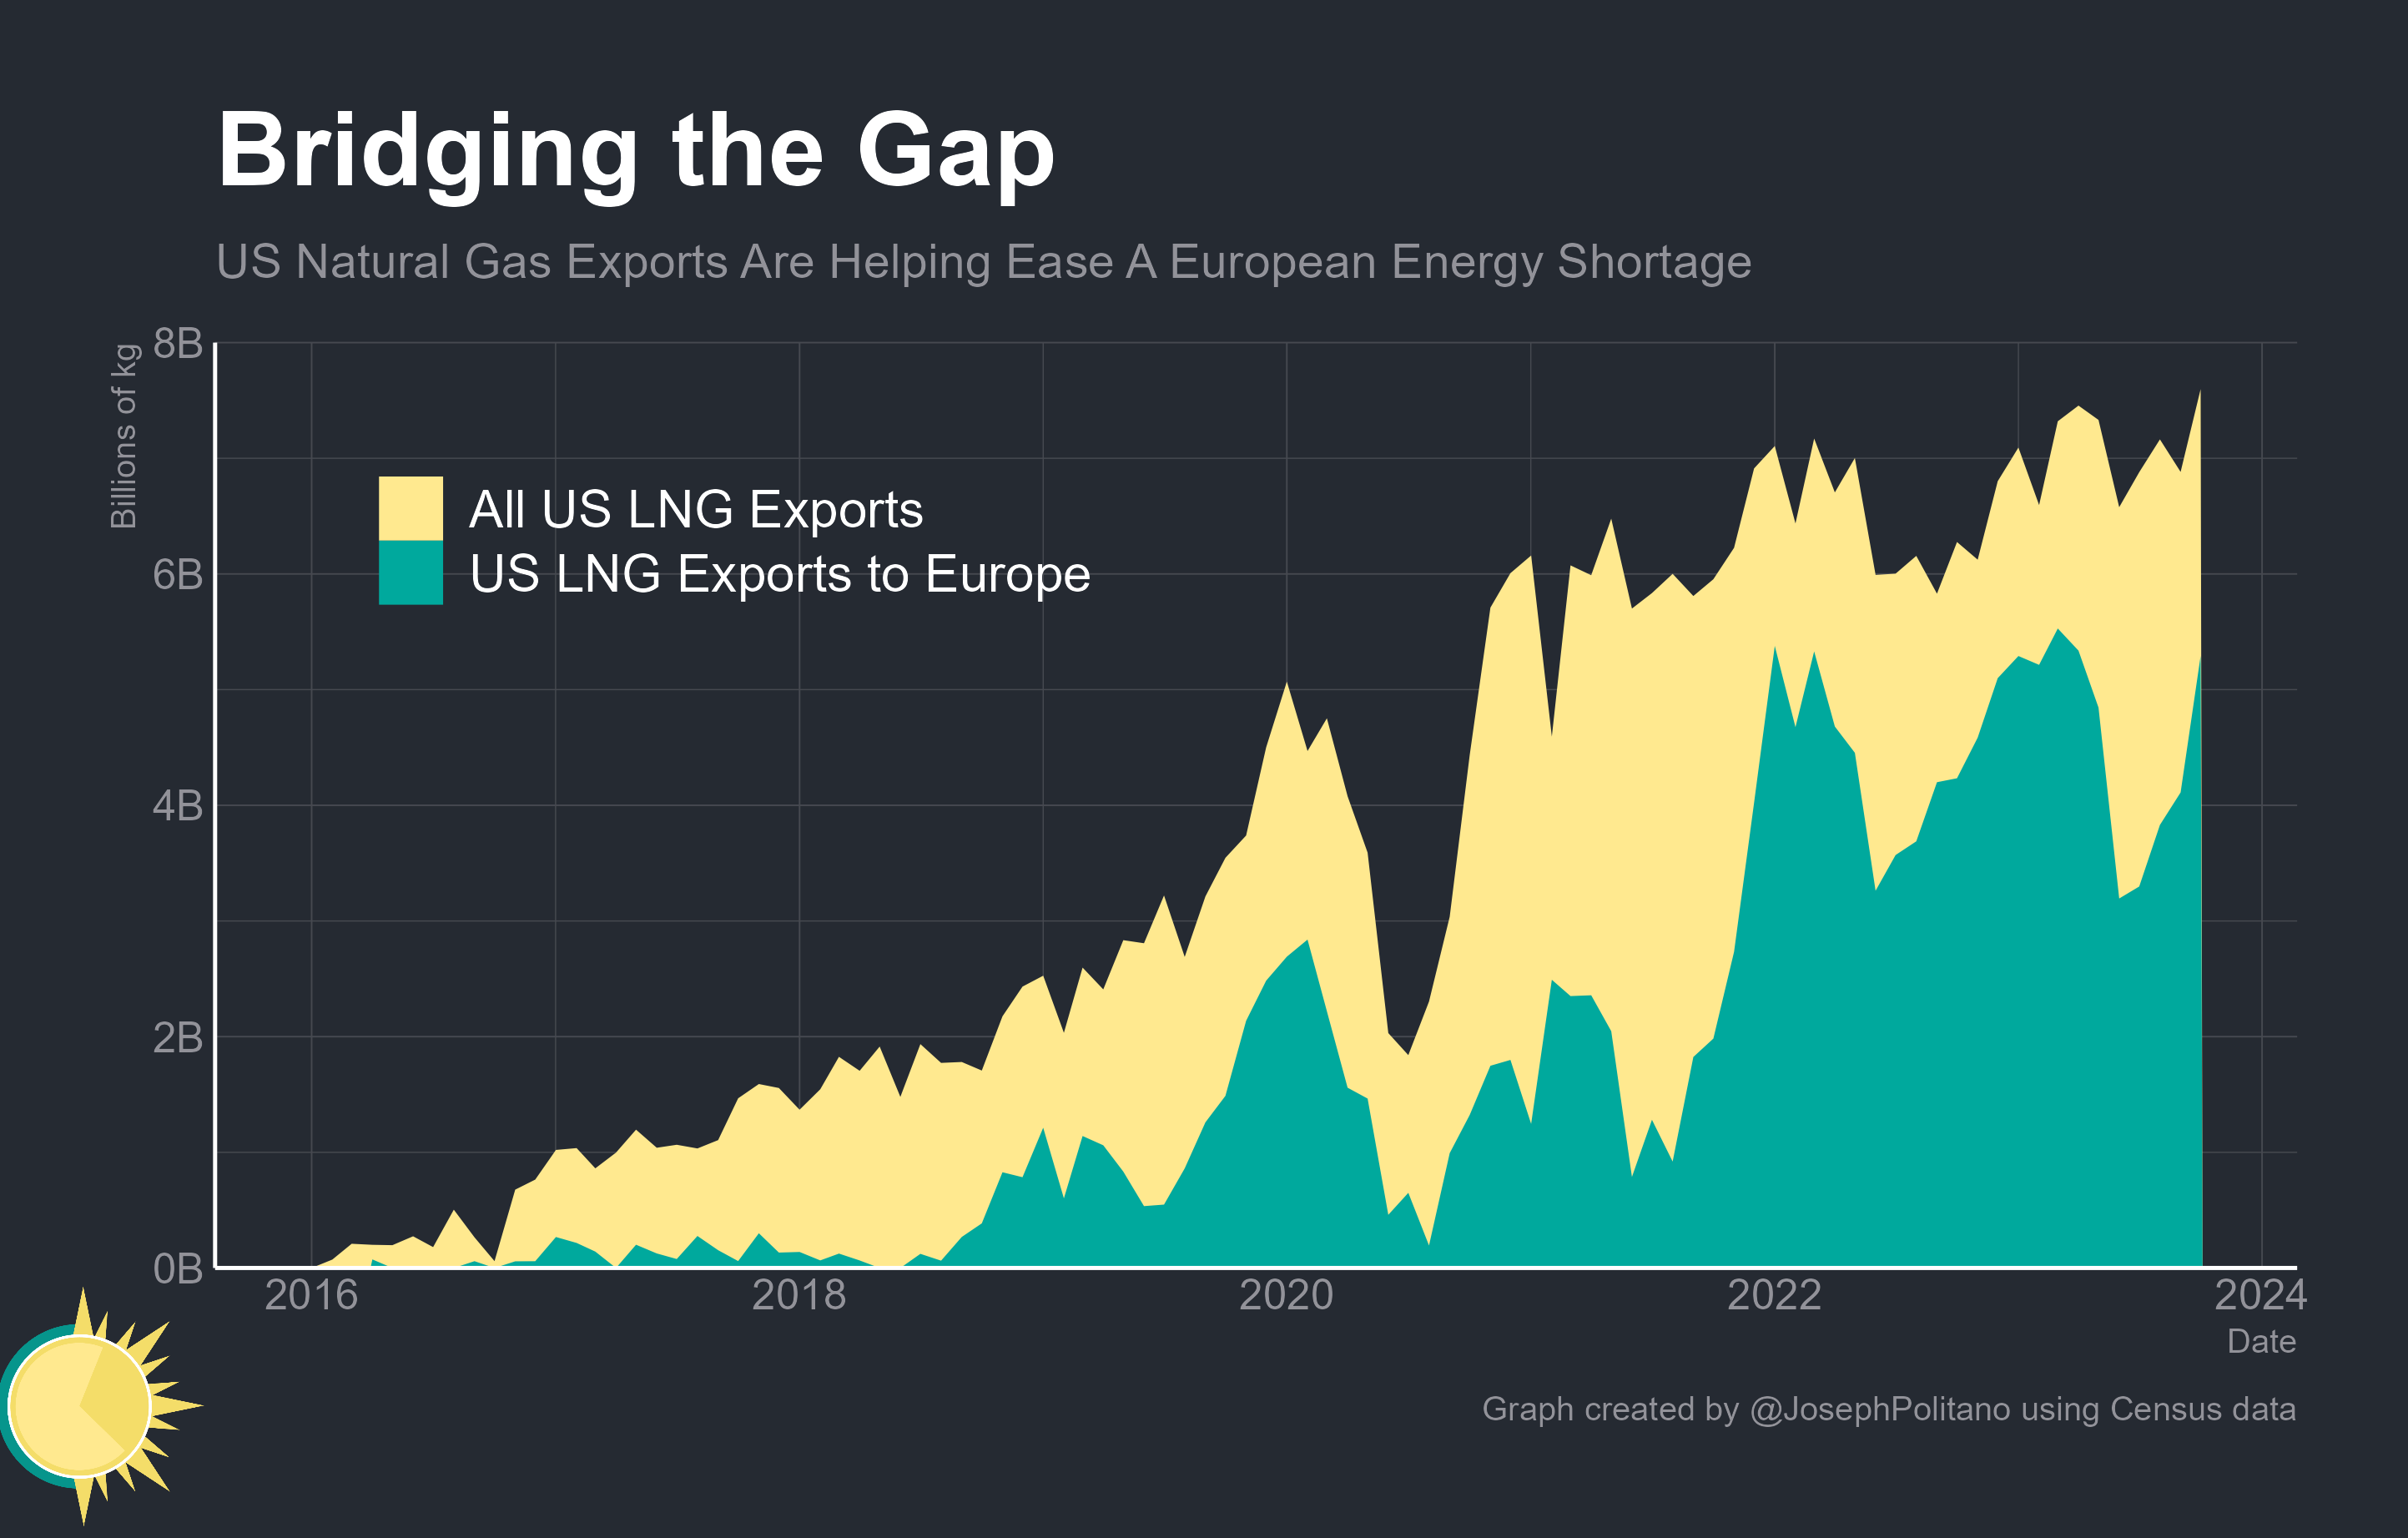 Bridging the Gap
US Natural Gas Exports Are Helping Ease A European Energy Shortage
Billions of kg
8B
6B
4B
2B
0B
All US LNG Exports
US LNG Exports to Europe
2016
2018
2020
2022
2024
Date
Graph created by @JosephPolitano using Census data